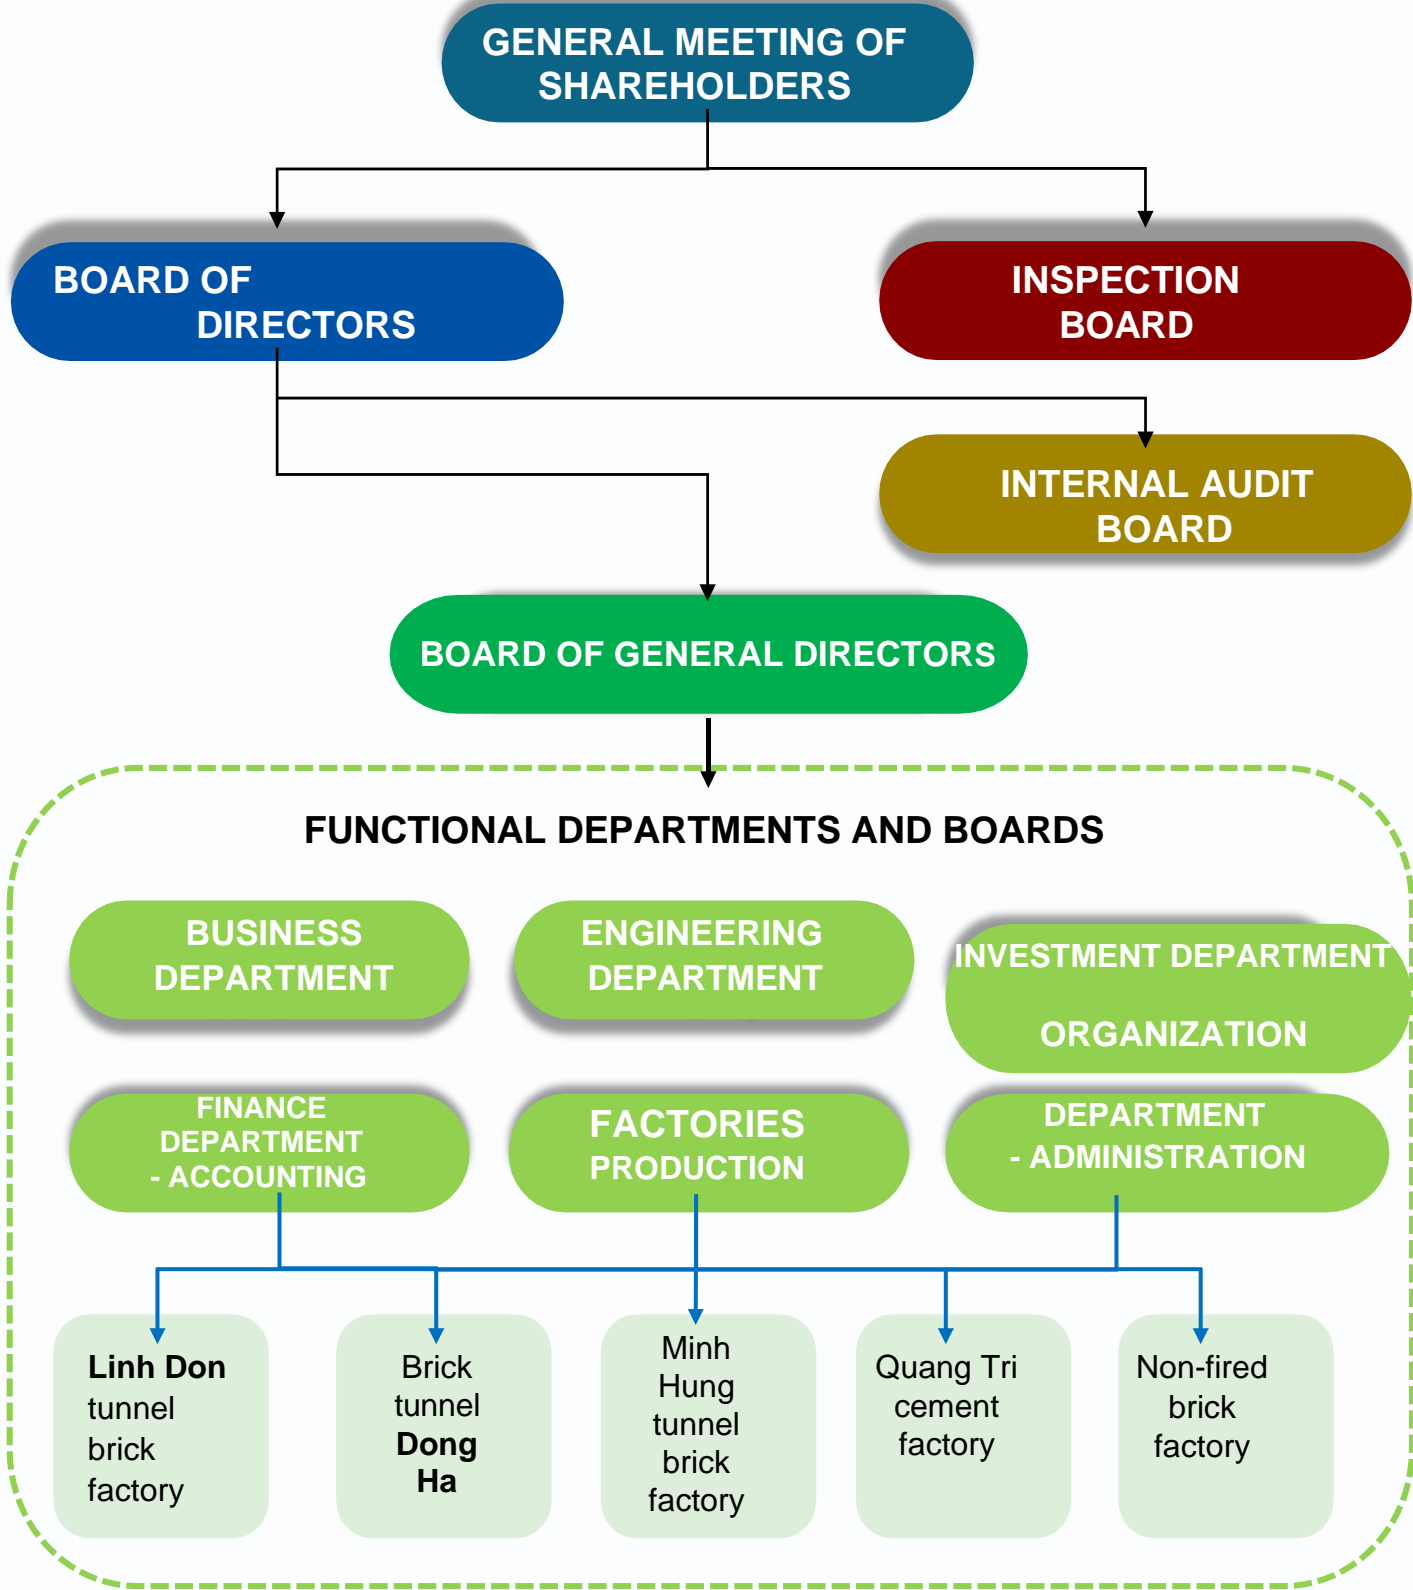 GENERAL MEETING OF
SHAREHOLDERS
BOARD OF
DIRECTORS
INSPECTION
BOARD
INTERNAL AUDIT
BOARD
BOARD OF GENERAL DIRECTORS
FUNCTIONAL DEPARTMENTS AND BOARDS
BUSINESS
DEPARTMENT
ENGINEERING
DEPARTMENT
INVESTMENT DEPARTMENT
ORGANIZATION
FINANCE
DEPARTMENT
- ACCOUNTING
FACTORIES
PRODUCTION
DEPARTMENT
- ADMINISTRATION
Linh Don
tunnel
brick
factory
Brick
tunnel
Dong
Ha
Minh
Hung
tunnel
brick
factory
Quang Tri
cement
factory
Non-fired
brick
factory